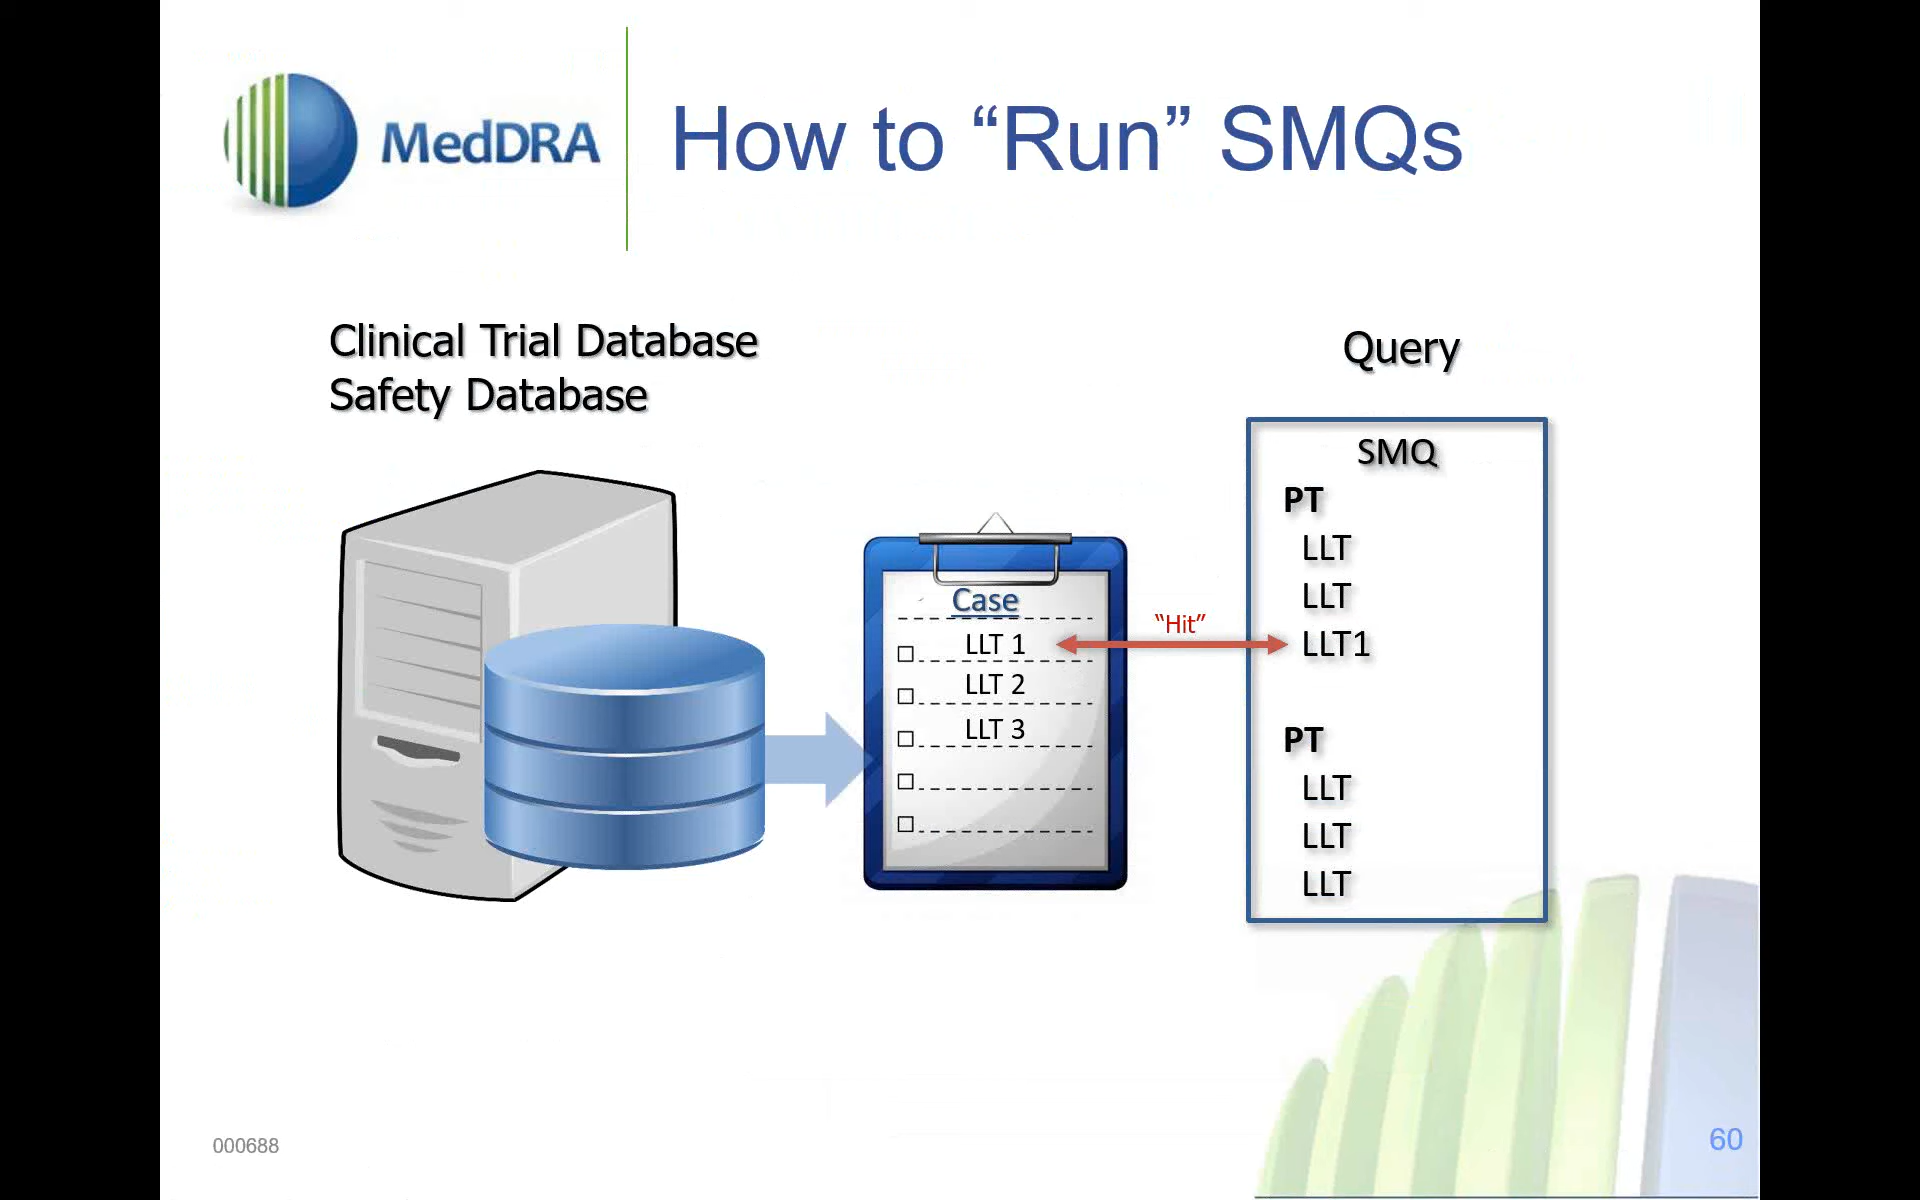 MedDRA
How to “Run” SMQs
Clinical Trial Database
Safety Database
Query
Case
LLT 1
LLT 2
LLT 3
“Hit”
SMQ
PT
LLT
LLT
LLT1
PT
LLT
LLT
LLT
000688
60